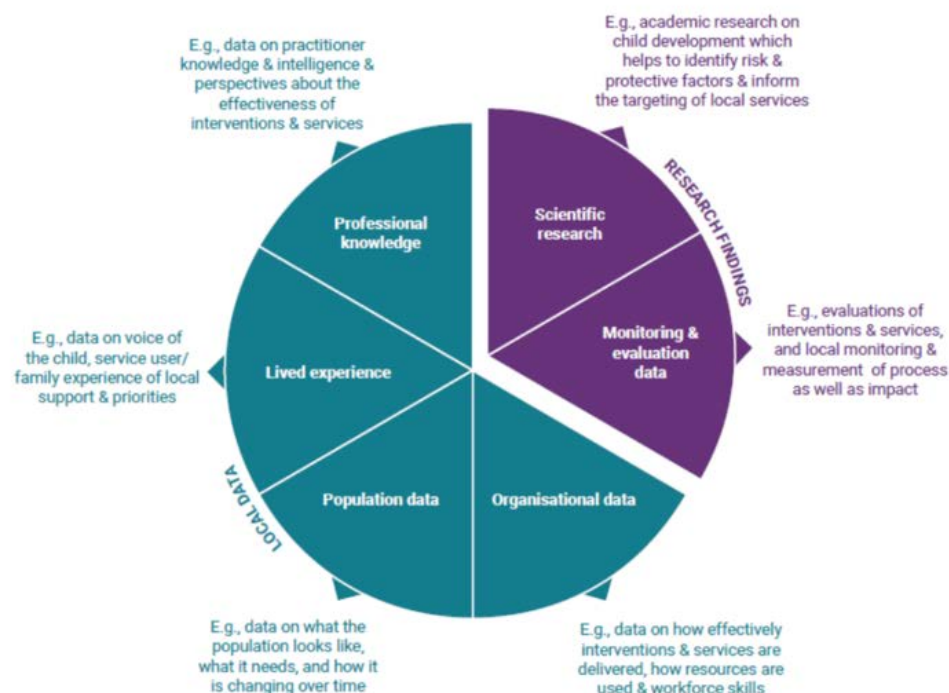 E.g., data on practitioner
knowledge & intelligence &
perspectives about the
effectiveness of
interventions & services
E.g., academic research on
child development which
helps to identify risk &
protective factors & inform
the targeting of local services
RESEARCH FINDINGS
Professional
knowledge
Scientific
research
E.g., data on voice of
the child, service user/
family experience of local
support & priorities
Lived experience
Monitoring &
evaluation
data
E.g., evaluations of
interventions & services,
and local monitoring &
measurement of process
as well as impact
LOCAL DATA
Population data
Organisational data
E.g., data on what the
population looks like,
what it needs, and how it
is changing over time
E.g., data on how effectively
interventions & services are
delivered, how resources are
used & workforce skills